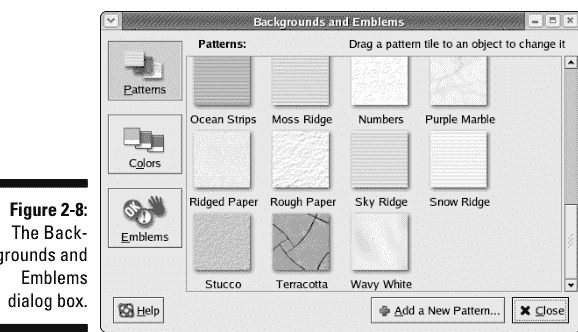 Backgrounds and Emblems
Patterns: Drag a pattern tile to an object to change it
Patterns
Colors
Emblems
Ocean Strips Moss Ridge Numbers Purple Marble
Ridged Paper Rough Paper Sky Ridge Snow Ridge
Stucco Terracotta Wavy White
OK
!
Help
Add a New Pattern...
Close
Figure 2-8:
The Back-
grounds and
Emblems
dialog box.